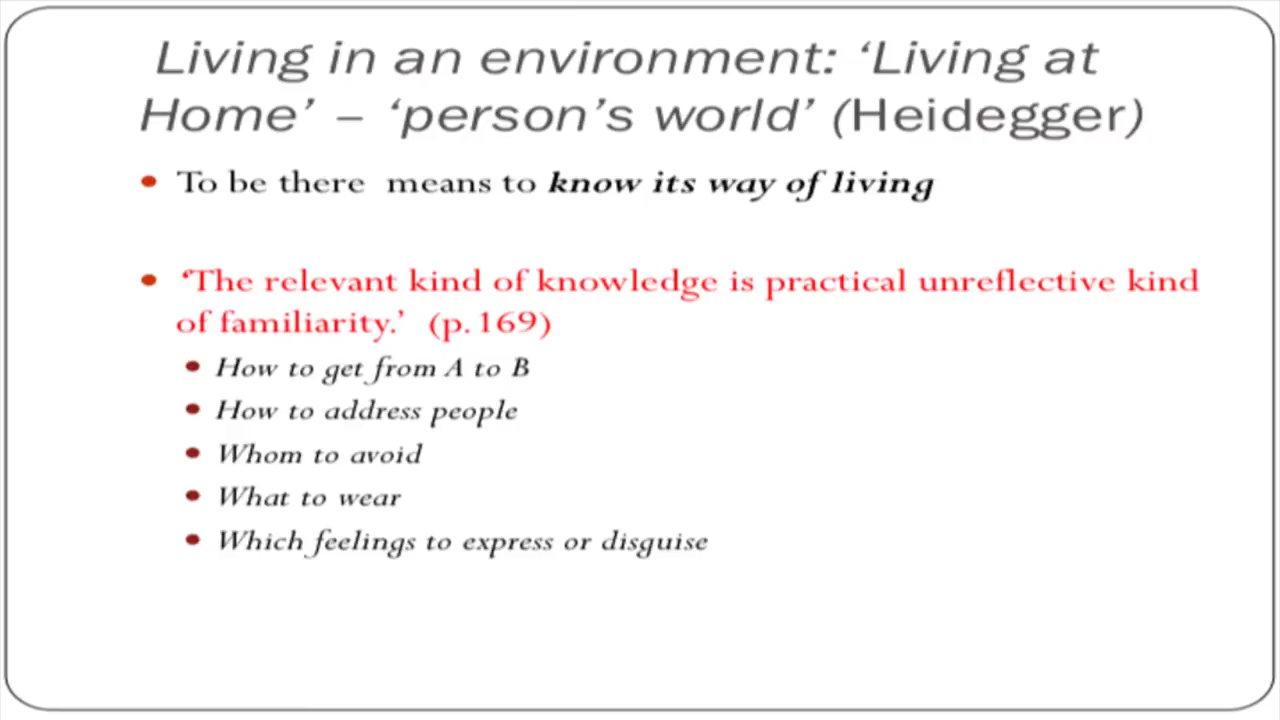 Living in an environment: ‘Living at
Home’ – ‘person’s world’ (Heidegger)
• To be there means to know its way of living
• ‘The relevant kind of knowledge is practical unreflective kind
of familiarity.’ (p.169)
• How to get from A to B
• How to address people
• Whom to avoid
• What to wear
• Which feelings to express or disguise